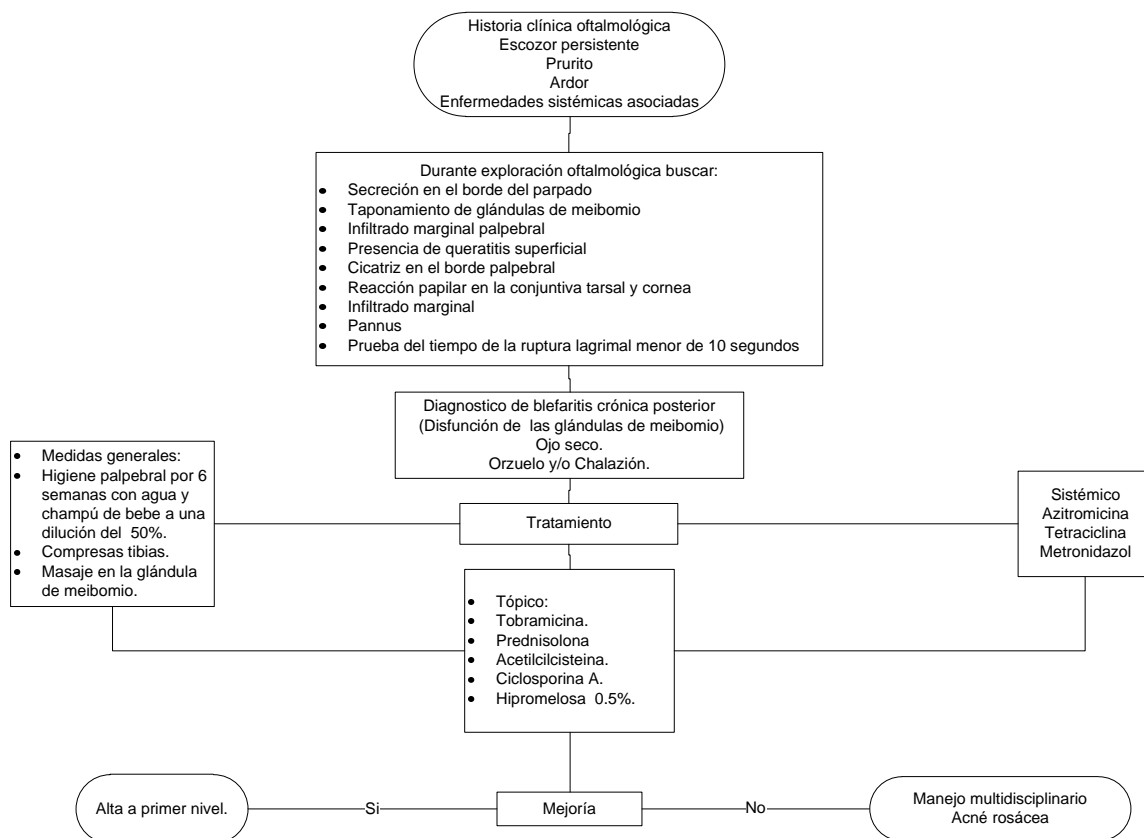 Historia clínica oftalmológica
Escozor persistente
Prurito
Ardor
Enfermedades sistémicas asociadas
Durante exploración oftalmológica buscar:
• Secreción en el borde del parpado
• Taponamiento de glándulas de meibomio
• Infiltrado marginal palpebral
• Presencia de queratitis superficial
• Cicatriz en el borde palpebral
• Reacción papilar en la conjuntiva tarsal y cornea
• Infiltrado marginal
• Pannus
• Prueba del tiempo de la ruptura lagrimal menor de 10 segundos
Diagnostico de blefaritis crónica posterior
(Disfunción de las glándulas de meibomio)
Ojo seco.
Orzuelo y/o Chalazión.
• Medidas generales:
• Higiene palpebral por 6
semanas con agua y
champú de bebe a una
dilución del 50%.
• Compresas tibias.
• Masaje en la glándula
de meibomio.
Tratamiento
Sistémico
Azitromicina
Tetraciclina
Metronidazol
• Tópico:
• Tobramicina.
• Prednisolona
• Acetilcilcisteina.
• Ciclosporina A.
• Hipromelosa 0.5%.
Alta a primer nivel.
Si
Mejoría
No
Manejo multidisciplinario
Acné rosácea